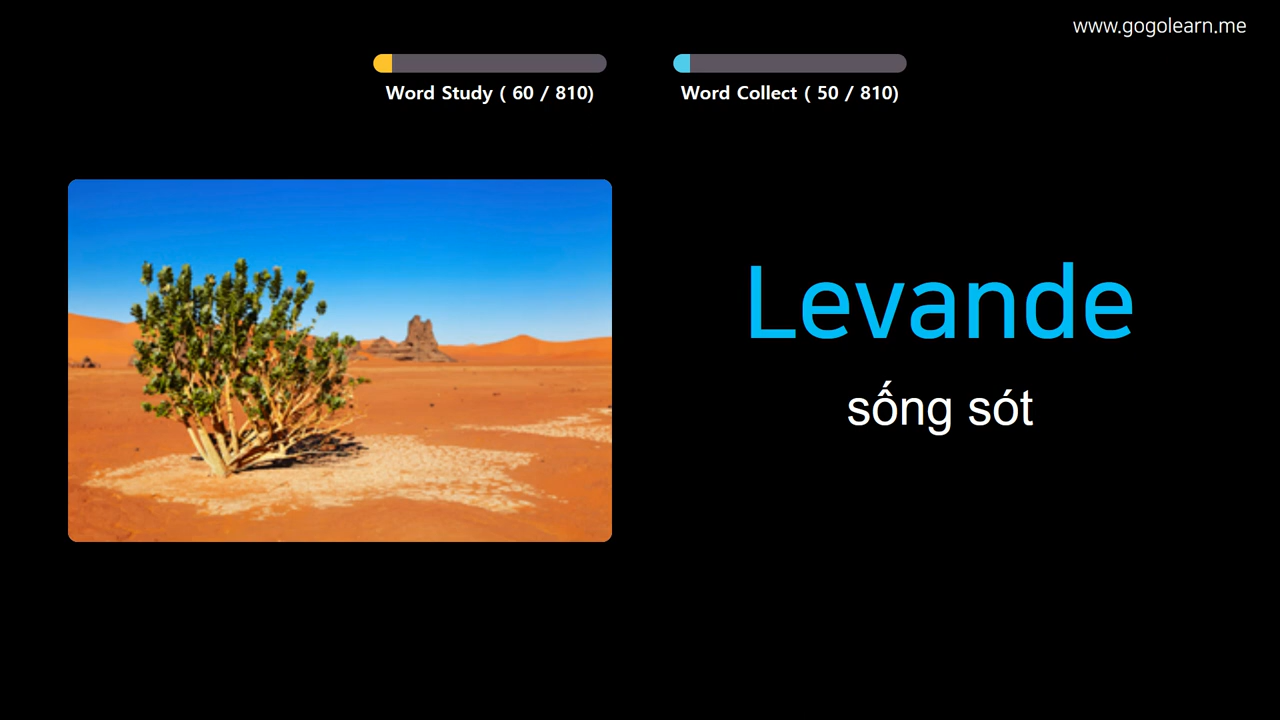 www.gogolearn.me
Word Study ( 60 / 810)
Word Collect ( 50 / 810)
Levande
sống sót